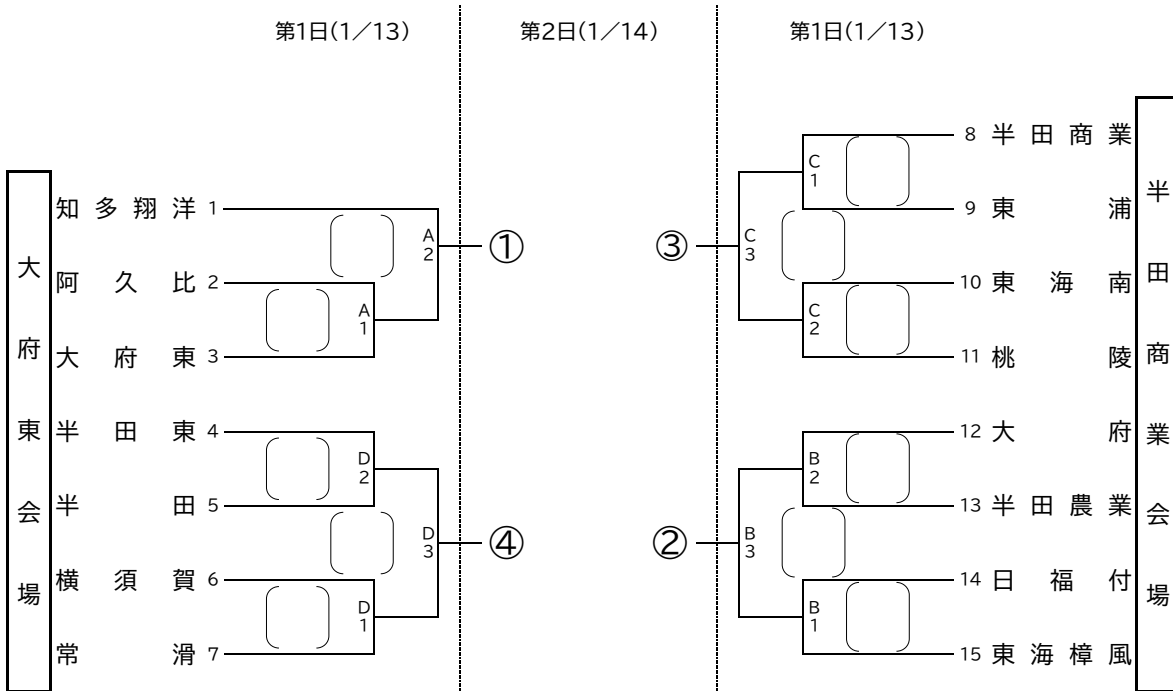 第1日(1／13)
第2日(1／14)
第1日(1／13)
大府東会場
知多翔洋 1
阿久比 2
大府東 3
半田東 4
半田 5
横須賀 6
常滑 7
A2
A1
D2
D3
D1
①
④
③
②
C1
C3
C2
B2
B3
B1
8 半田商業
9 東浦
10 東海南
11 桃陵
12 大府
13 半田農業
14 日福付
15 東海樟風
半田商業会場